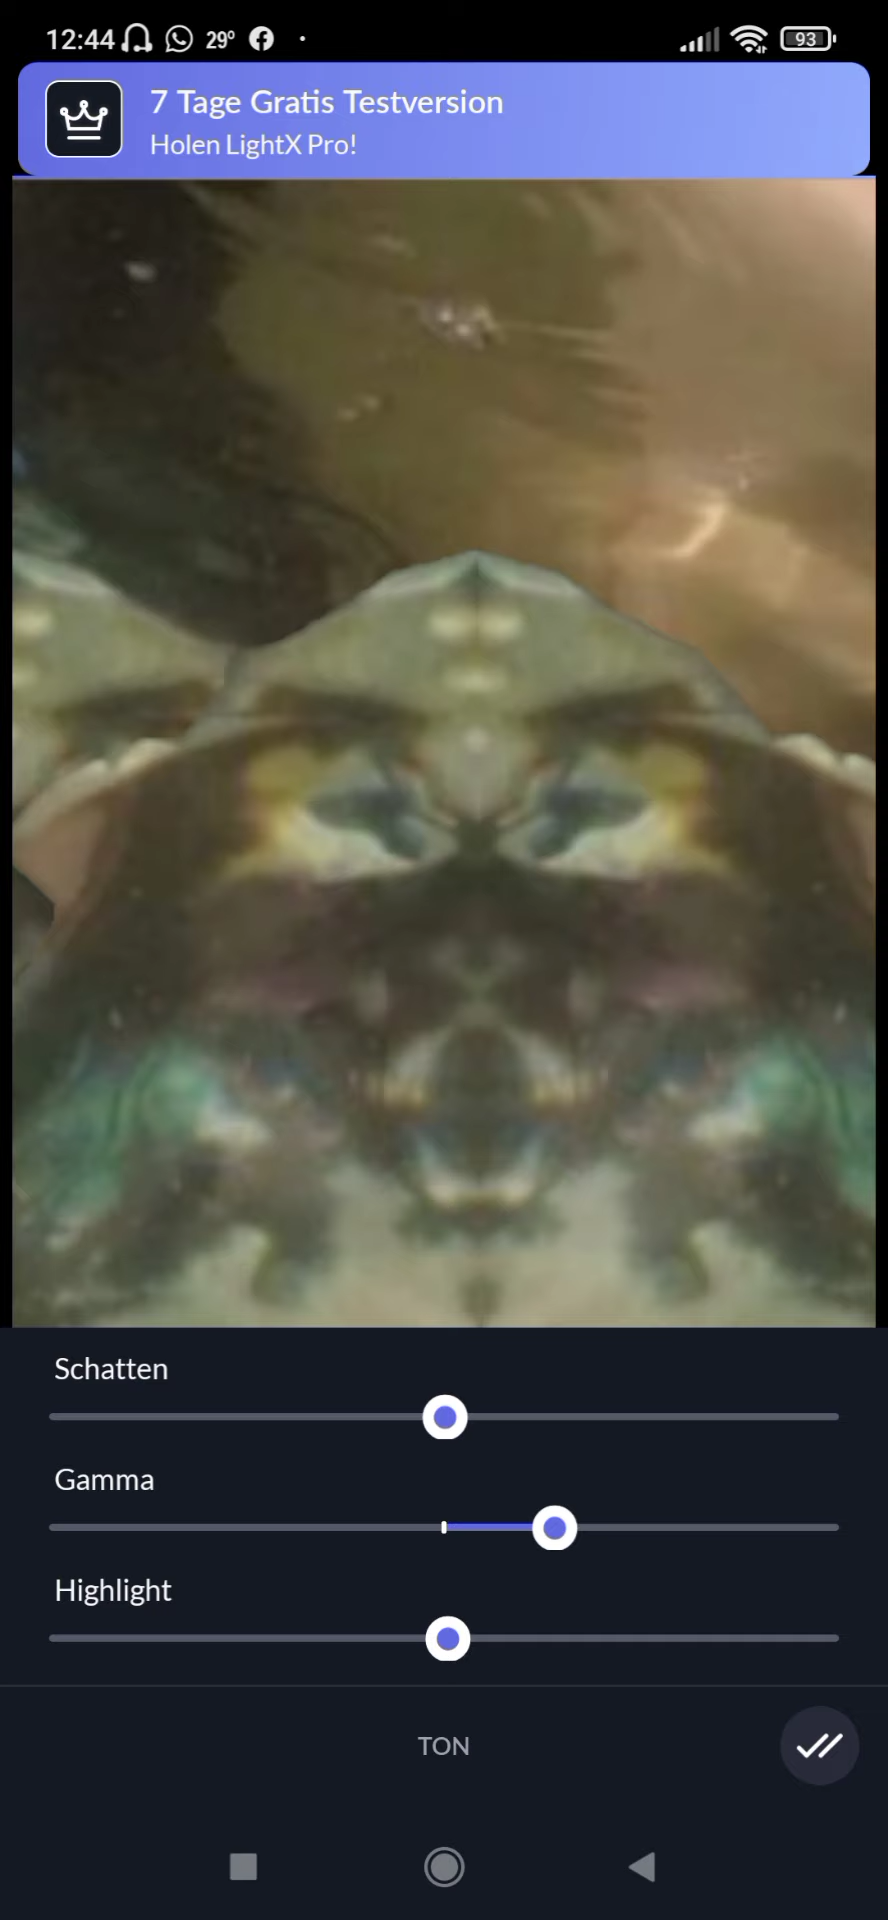 12:44 29° 93
7 Tage Gratis Testversion
Holen LightX Pro!
Schatten
Gamma
Highlight
TON